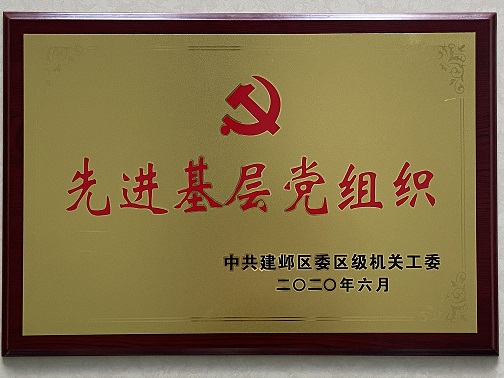 先进基层党组织
中共建邺区委区级机关工委
二〇二〇年六月